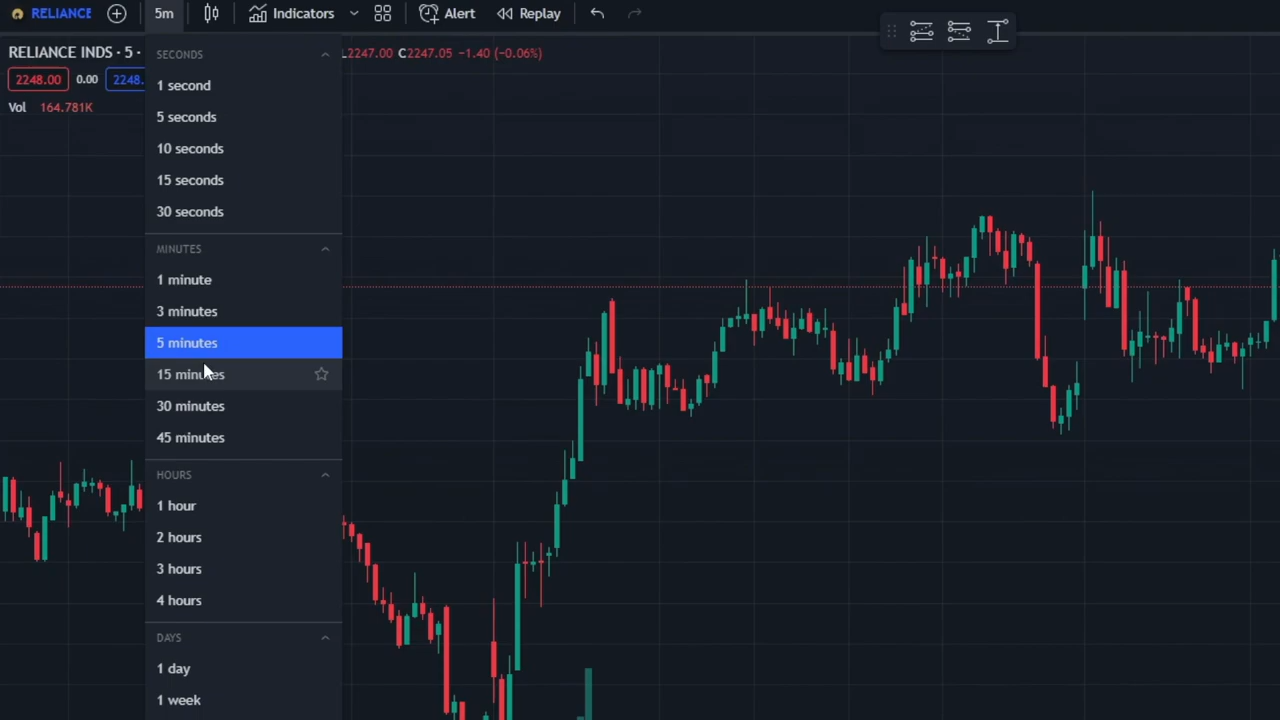 RELIANCE 5m Indicators Alert Replay
RELIANCE INDS · 5 · L2247.00 C2247.05 −1.40 (−0.06%)
2248.00 0.00 2248.
Vol 164.781K
SECONDS
1 second
5 seconds
10 seconds
15 seconds
30 seconds
MINUTES
1 minute
3 minutes
5 minutes
15 minutes
30 minutes
45 minutes
HOURS
1 hour
2 hours
3 hours
4 hours
DAYS
1 day
1 week